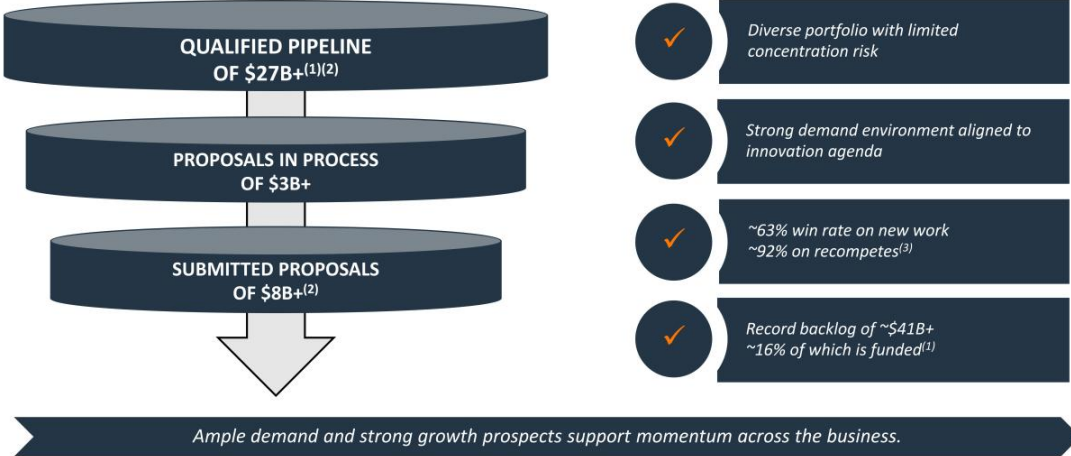 QUALIFIED PIPELINE
OF $27B+(1)(2)
PROPOSALS IN PROCESS
OF $3B+
SUBMITTED PROPOSALS
OF $8B+(2)
Diverse portfolio with limited
concentration risk
Strong demand environment aligned to
innovation agenda
~63% win rate on new work
~92% on recompetes(3)
Record backlog of ~$41B+
~16% of which is funded(1)
Ample demand and strong growth prospects support momentum across the business.